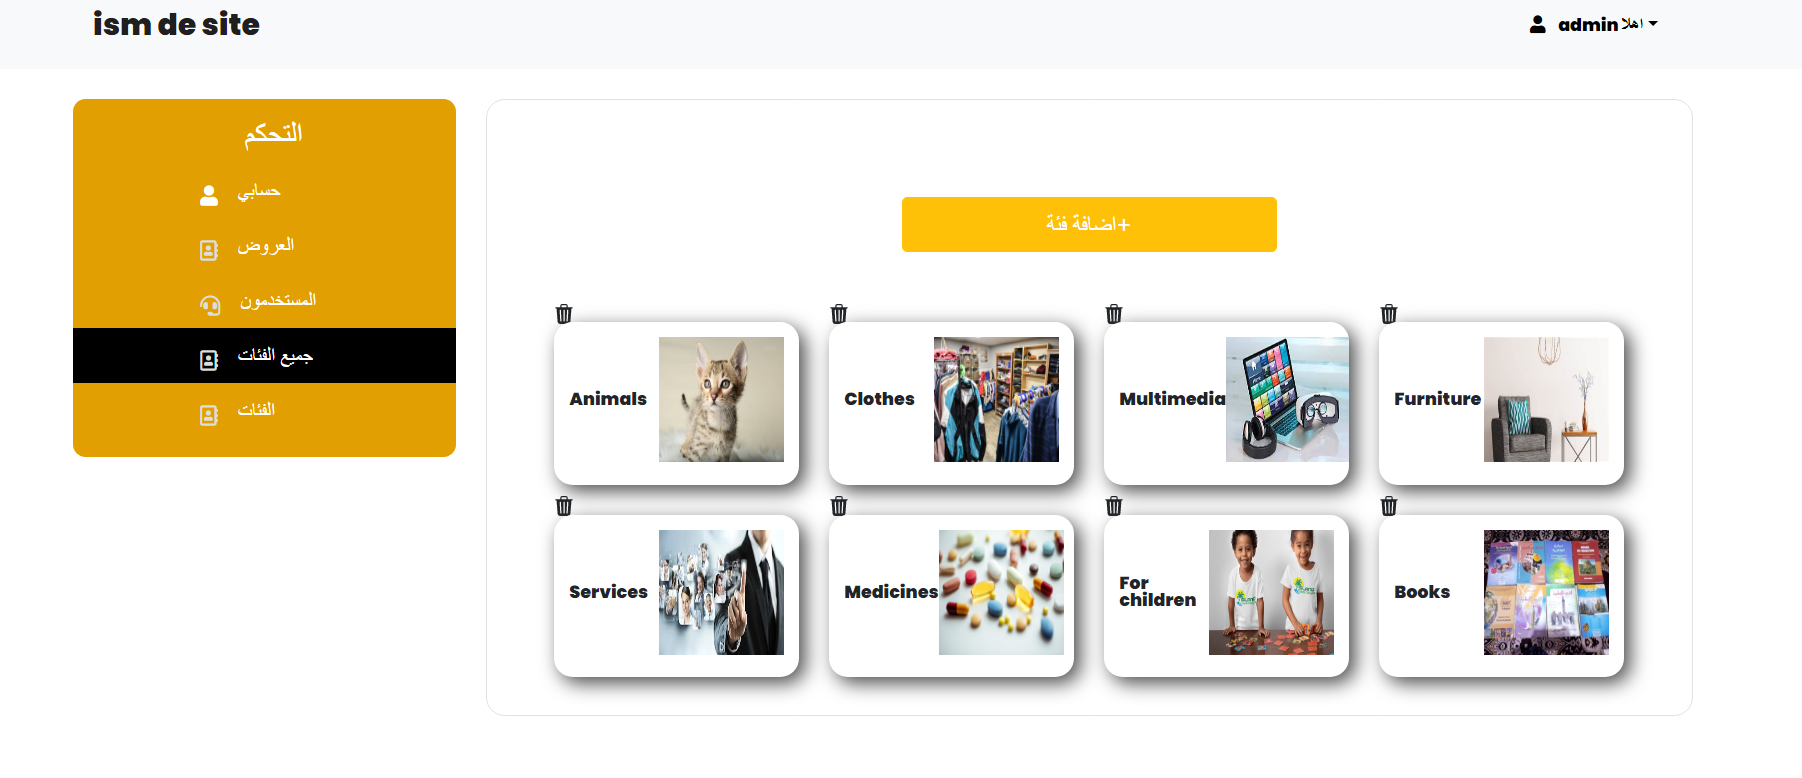 ism de site
admin اهلا
التحكم
حسابي
العروض
المستخدمون
جميع الفئات
الفئات
+اضافة فئة
Animals
Clothes
Multimedia
Furniture
Services
Medicines
For
children
Books